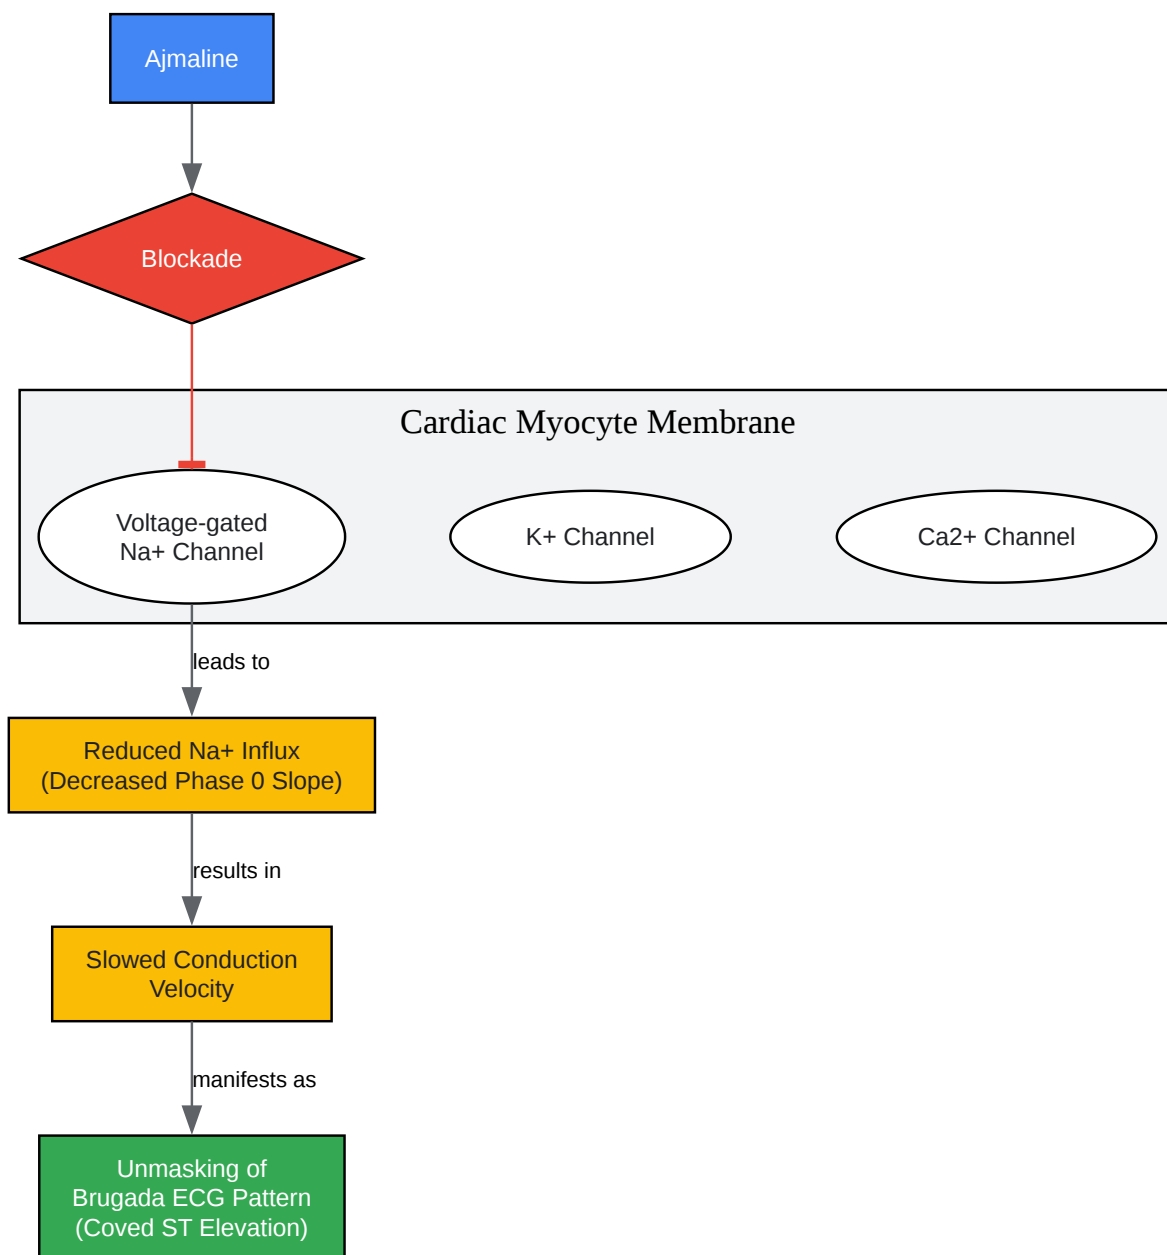 Ajmaline
Blockade
Cardiac Myocyte Membrane
Voltage-gated
Na+ Channel
K+ Channel
Ca2+ Channel
leads to
Reduced Na+ Influx
(Decreased Phase 0 Slope)
results in
Slowed Conduction
Velocity
manifests as
Unmasking of
Brugada ECG Pattern
(Coved ST Elevation)